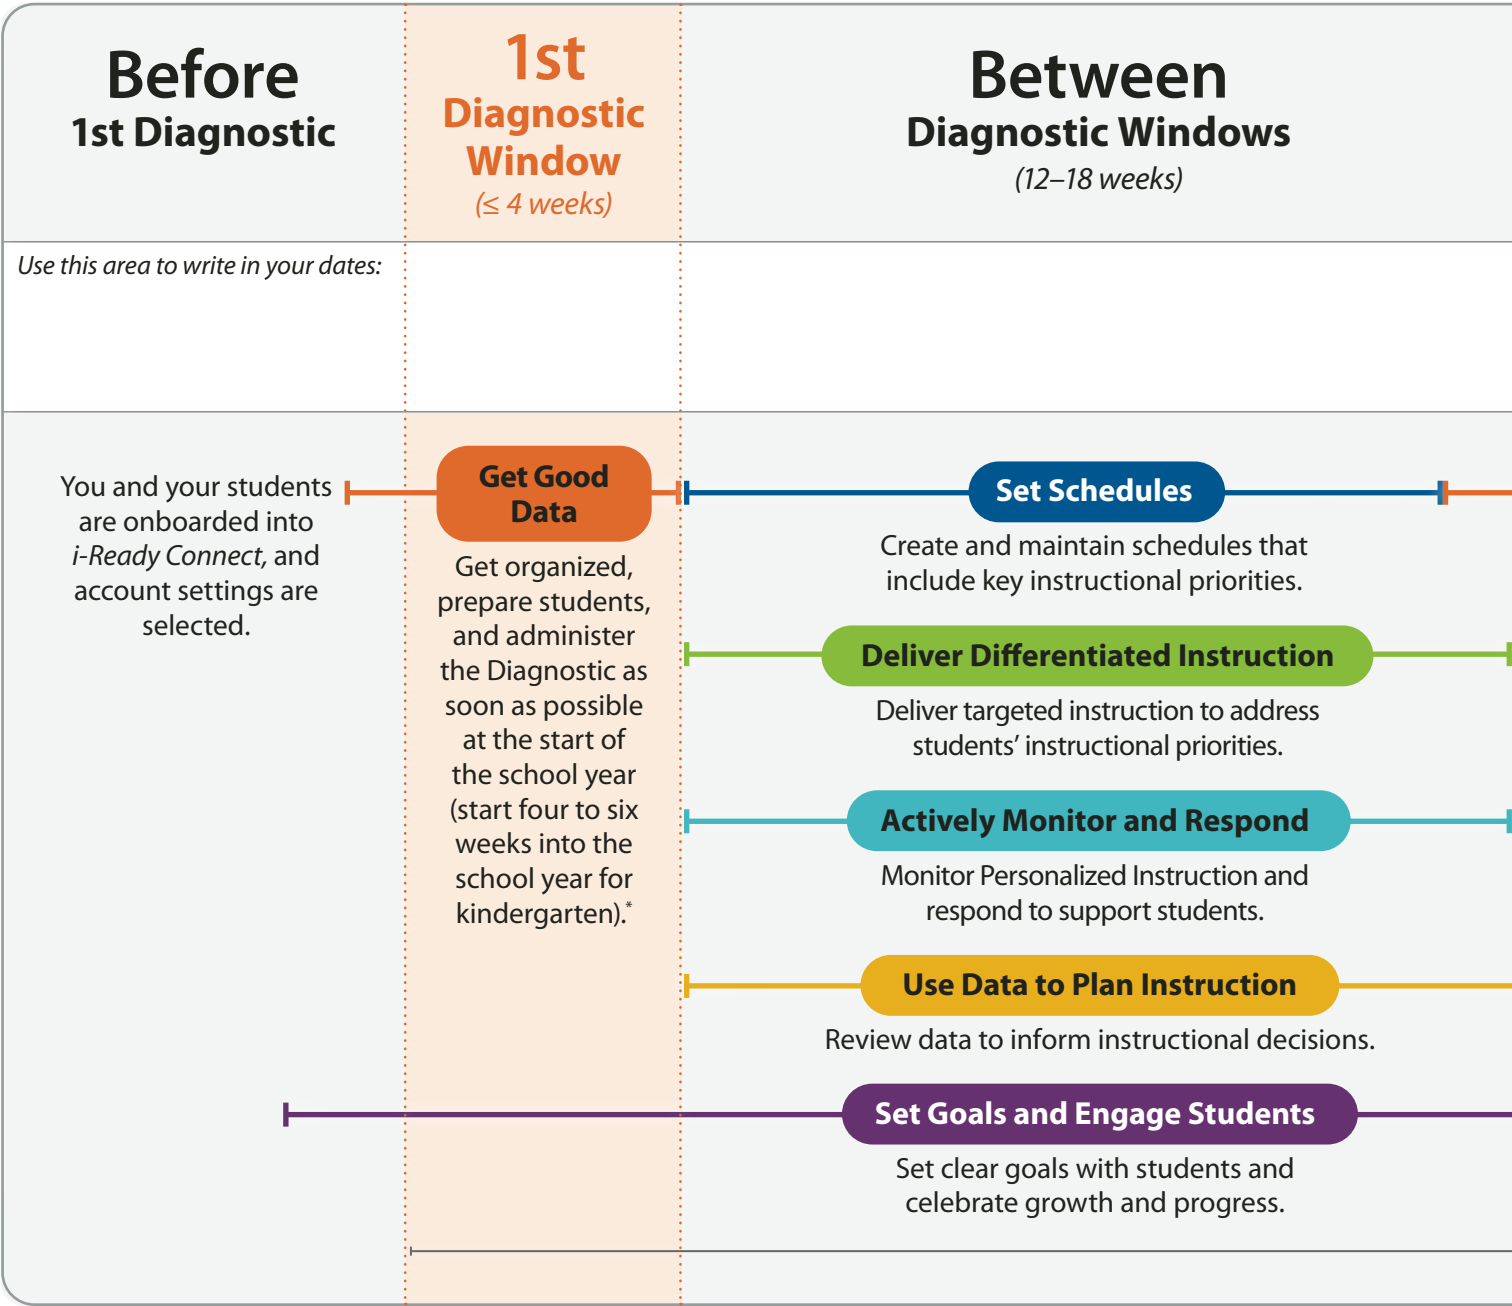 Before
1st Diagnostic
1st
Diagnostic
Window
(≤ 4 weeks)
Between
Diagnostic Windows
(12–18 weeks)
Use this area to write in your dates:
You and your students
are onboarded into
i-Ready Connect, and
account settings are
selected.
Get Good
Data
Get organized,
prepare students,
and administer
the Diagnostic as
soon as possible
at the start of
the school year
(start four to six
weeks into the
school year for
kindergarten).*
Set Schedules
Create and maintain schedules that
include key instructional priorities.
Deliver Differentiated Instruction
Deliver targeted instruction to address
students’ instructional priorities.
Actively Monitor and Respond
Monitor Personalized Instruction and
respond to support students.
Use Data to Plan Instruction
Review data to inform instructional decisions.
Set Goals and Engage Students
Set clear goals with students and
celebrate growth and progress.